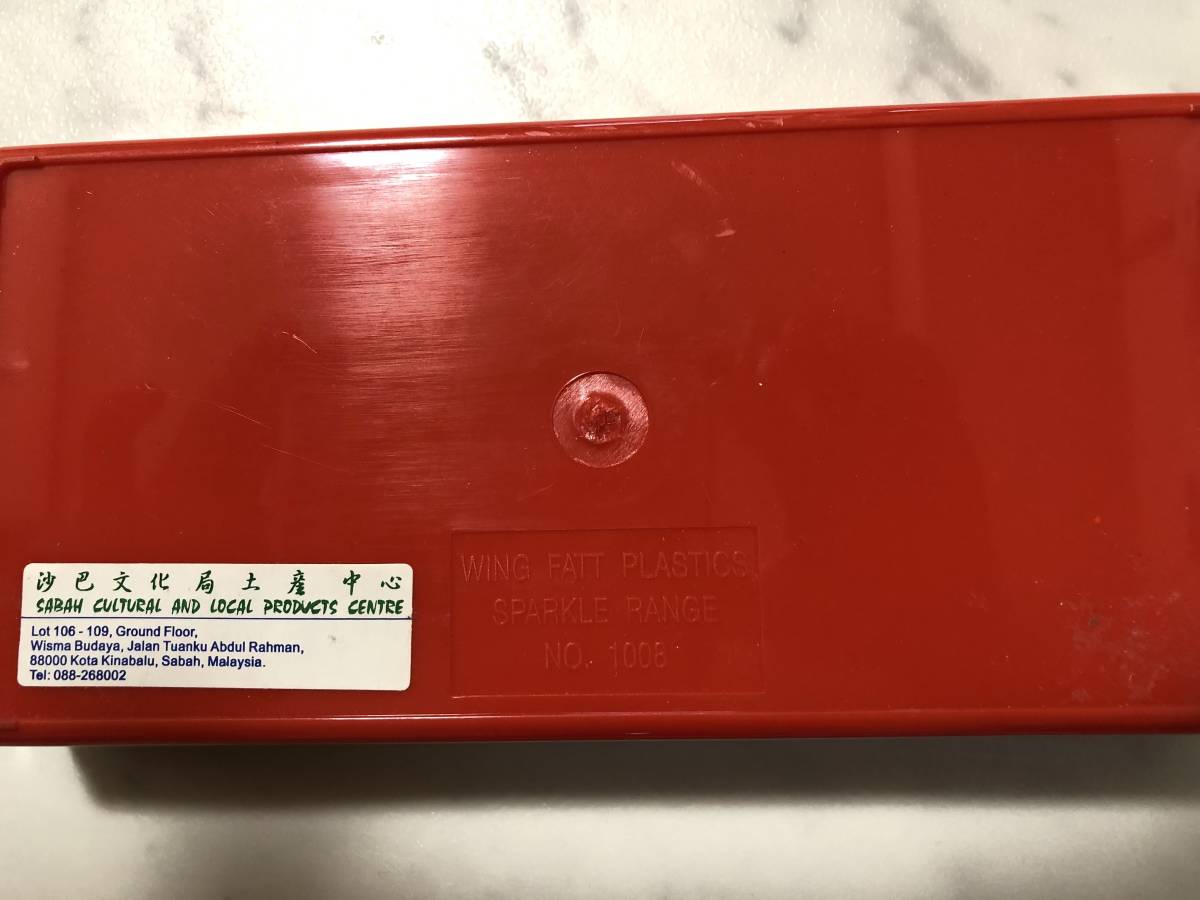 沙巴文化局土產中心
SABAH CULTURAL AND LOCAL PRODUCTS CENTRE
Lot 106 - 109, Ground Floor,
Wisma Budaya, Jalan Tuanku Abdul Rahman,
88000 Kota Kinabalu, Sabah, Malaysia.
Tel: 088-268002
WING FATT PLASTICS
SPARKLE RANGE
NO. 1008